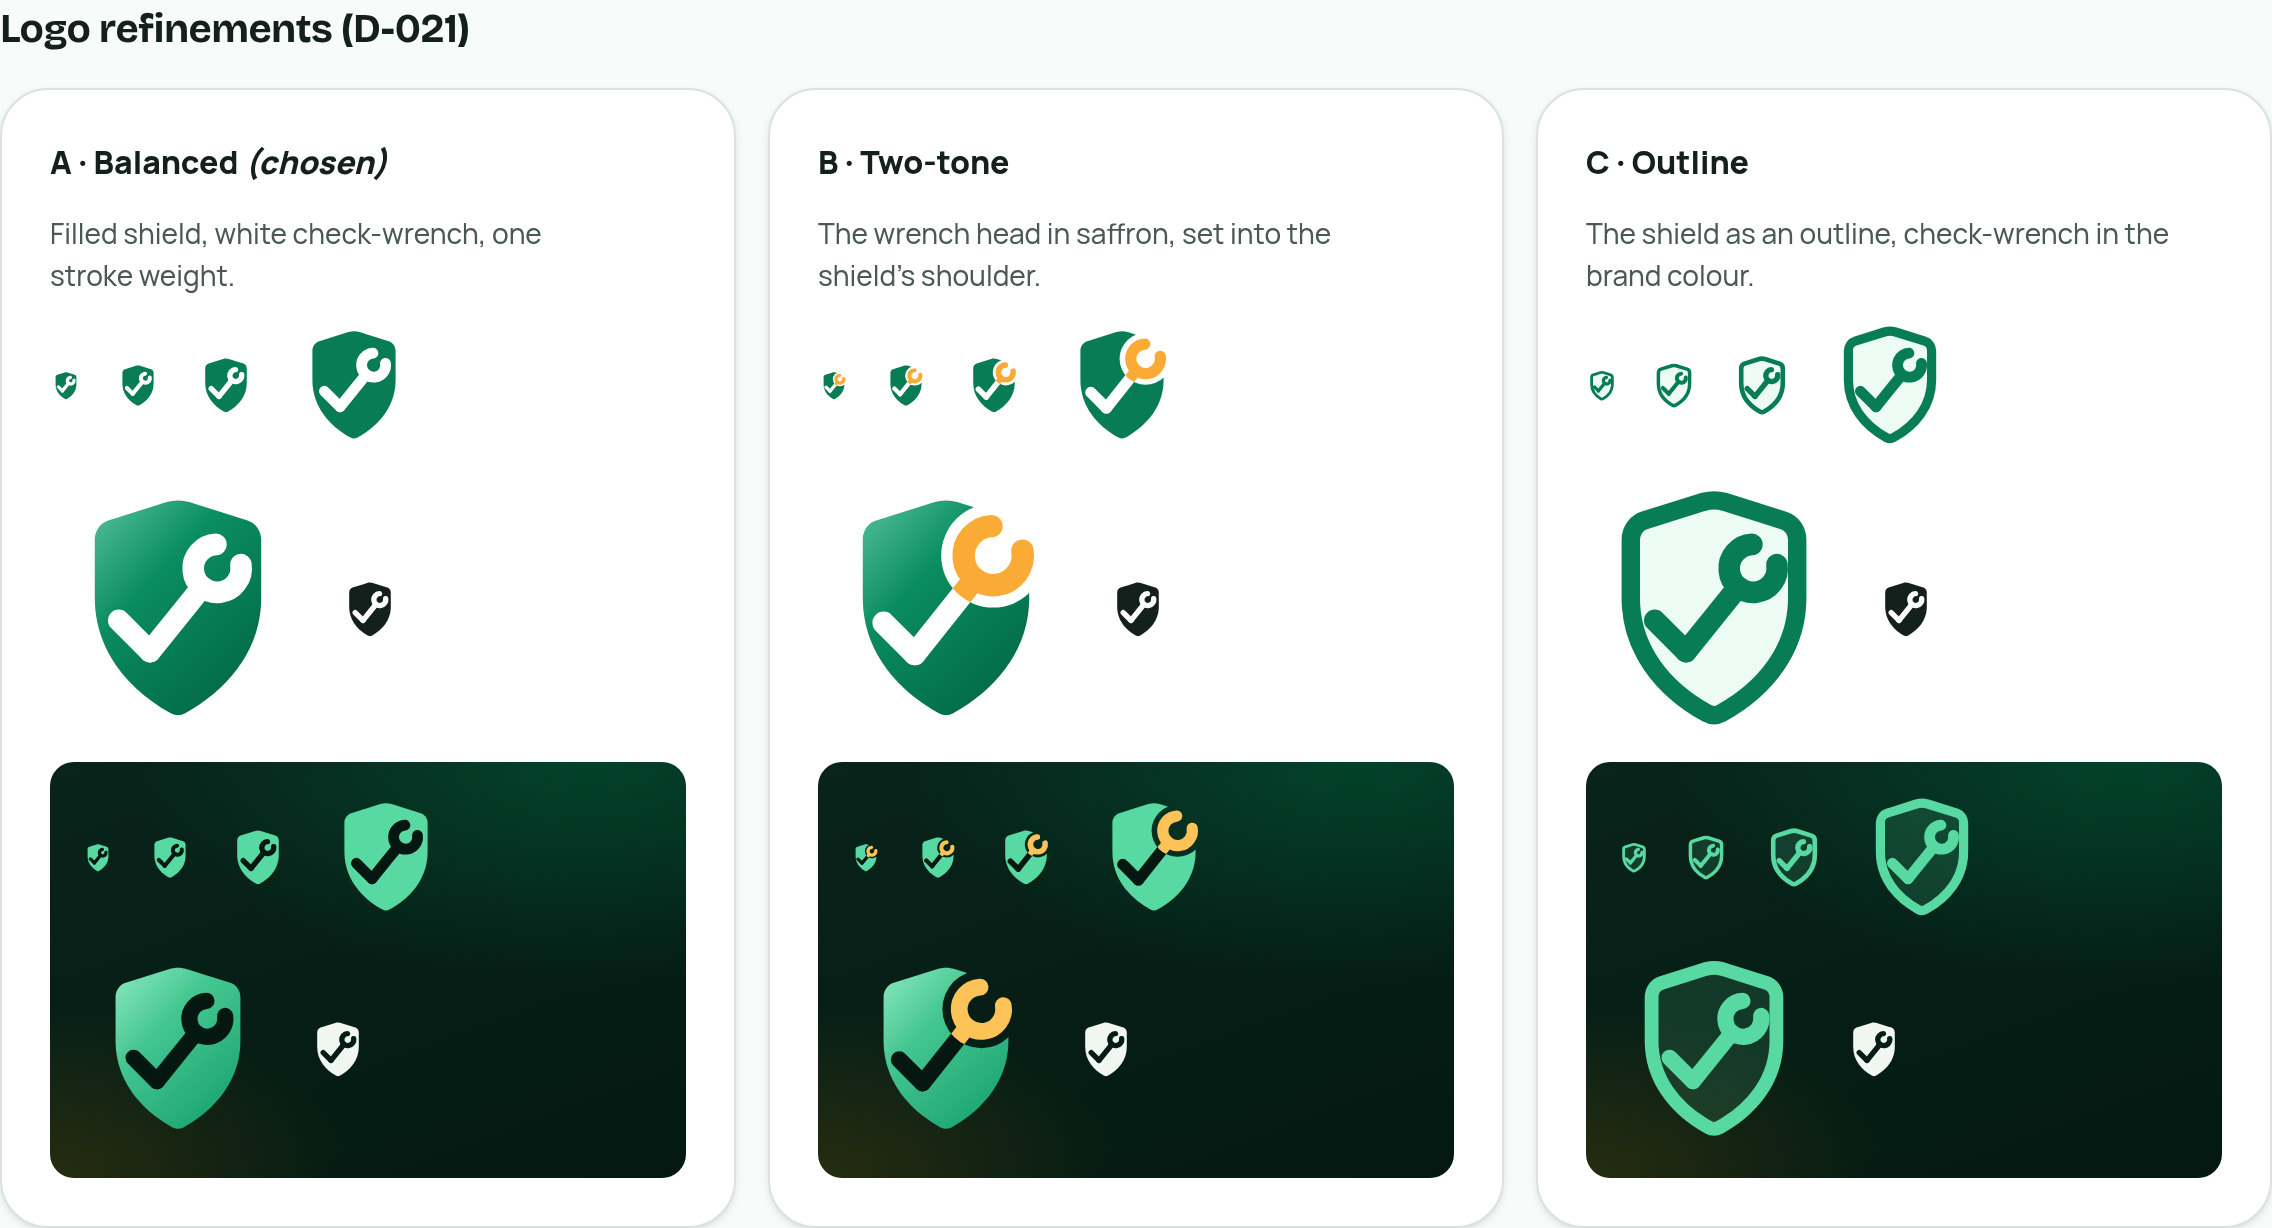 Logo refinements (D-021)
A · Balanced (chosen)
Filled shield, white check-wrench, one
stroke weight.
B · Two-tone
The wrench head in saffron, set into the
shield’s shoulder.
C · Outline
The shield as an outline, check-wrench in the
brand colour.